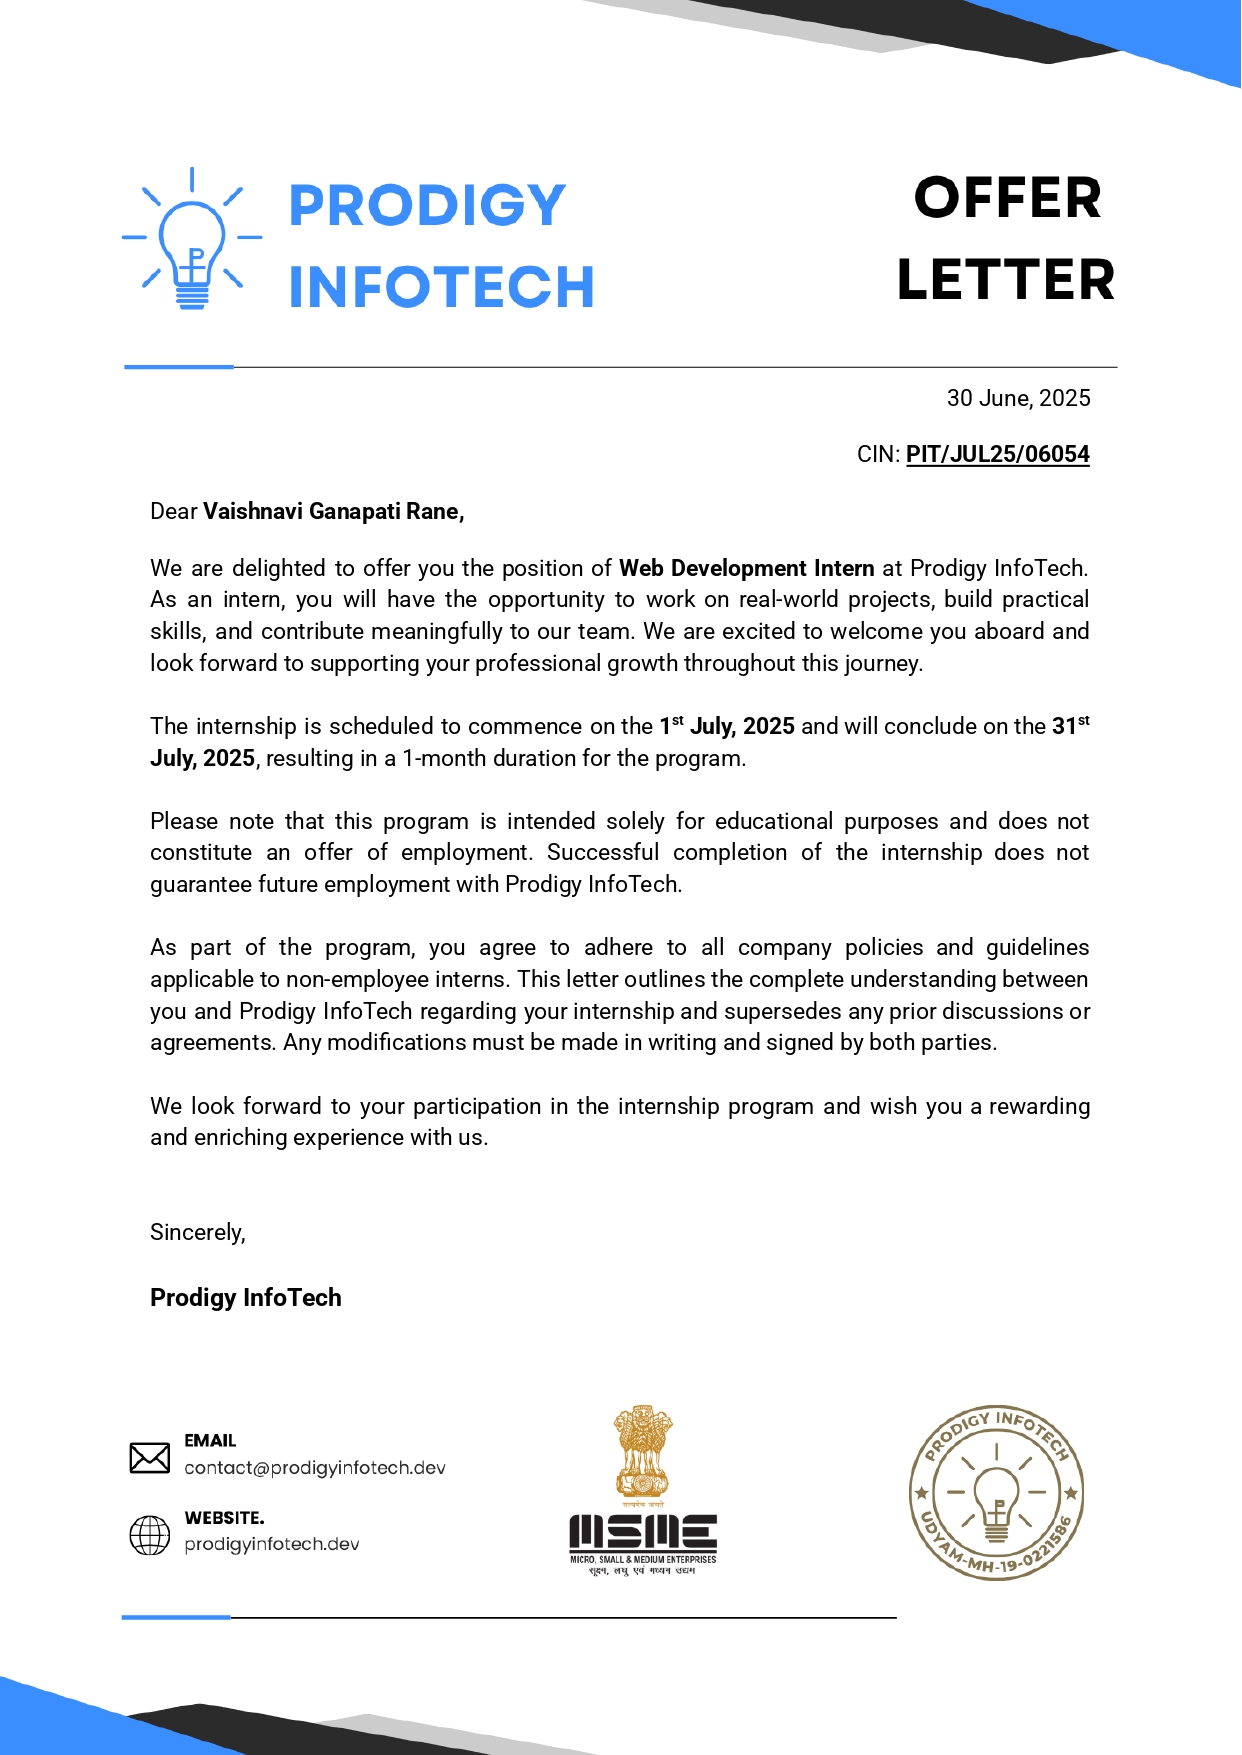 PRODIGY
INFOTECH
OFFER
LETTER
30 June, 2025
CIN: PIT/JUL25/06054
Dear Vaishnavi Ganapati Rane,
We are delighted to offer you the position of Web Development Intern at Prodigy InfoTech.
As an intern, you will have the opportunity to work on real-world projects, build practical
skills, and contribute meaningfully to our team. We are excited to welcome you aboard and
look forward to supporting your professional growth throughout this journey.
The internship is scheduled to commence on the 1st July, 2025 and will conclude on the 31st
July, 2025, resulting in a 1-month duration for the program.
Please note that this program is intended solely for educational purposes and does not
constitute an offer of employment. Successful completion of the internship does not
guarantee future employment with Prodigy InfoTech.
As part of the program, you agree to adhere to all company policies and guidelines
applicable to non-employee interns. This letter outlines the complete understanding between
you and Prodigy InfoTech regarding your internship and supersedes any prior discussions or
agreements. Any modifications must be made in writing and signed by both parties.
We look forward to your participation in the internship program and wish you a rewarding
and enriching experience with us.
Sincerely,
Prodigy InfoTech
EMAIL
contact@prodigyinfotech.dev
WEBSITE.
prodigyinfotech.dev
सत्यमेव जयते
MSME
MICRO, SMALL & MEDIUM ENTERPRISES
सूक्ष्म, लघु एवं मध्यम उद्यम
PRODIGY INFOTECH
UDYAM-MH-19-0221586